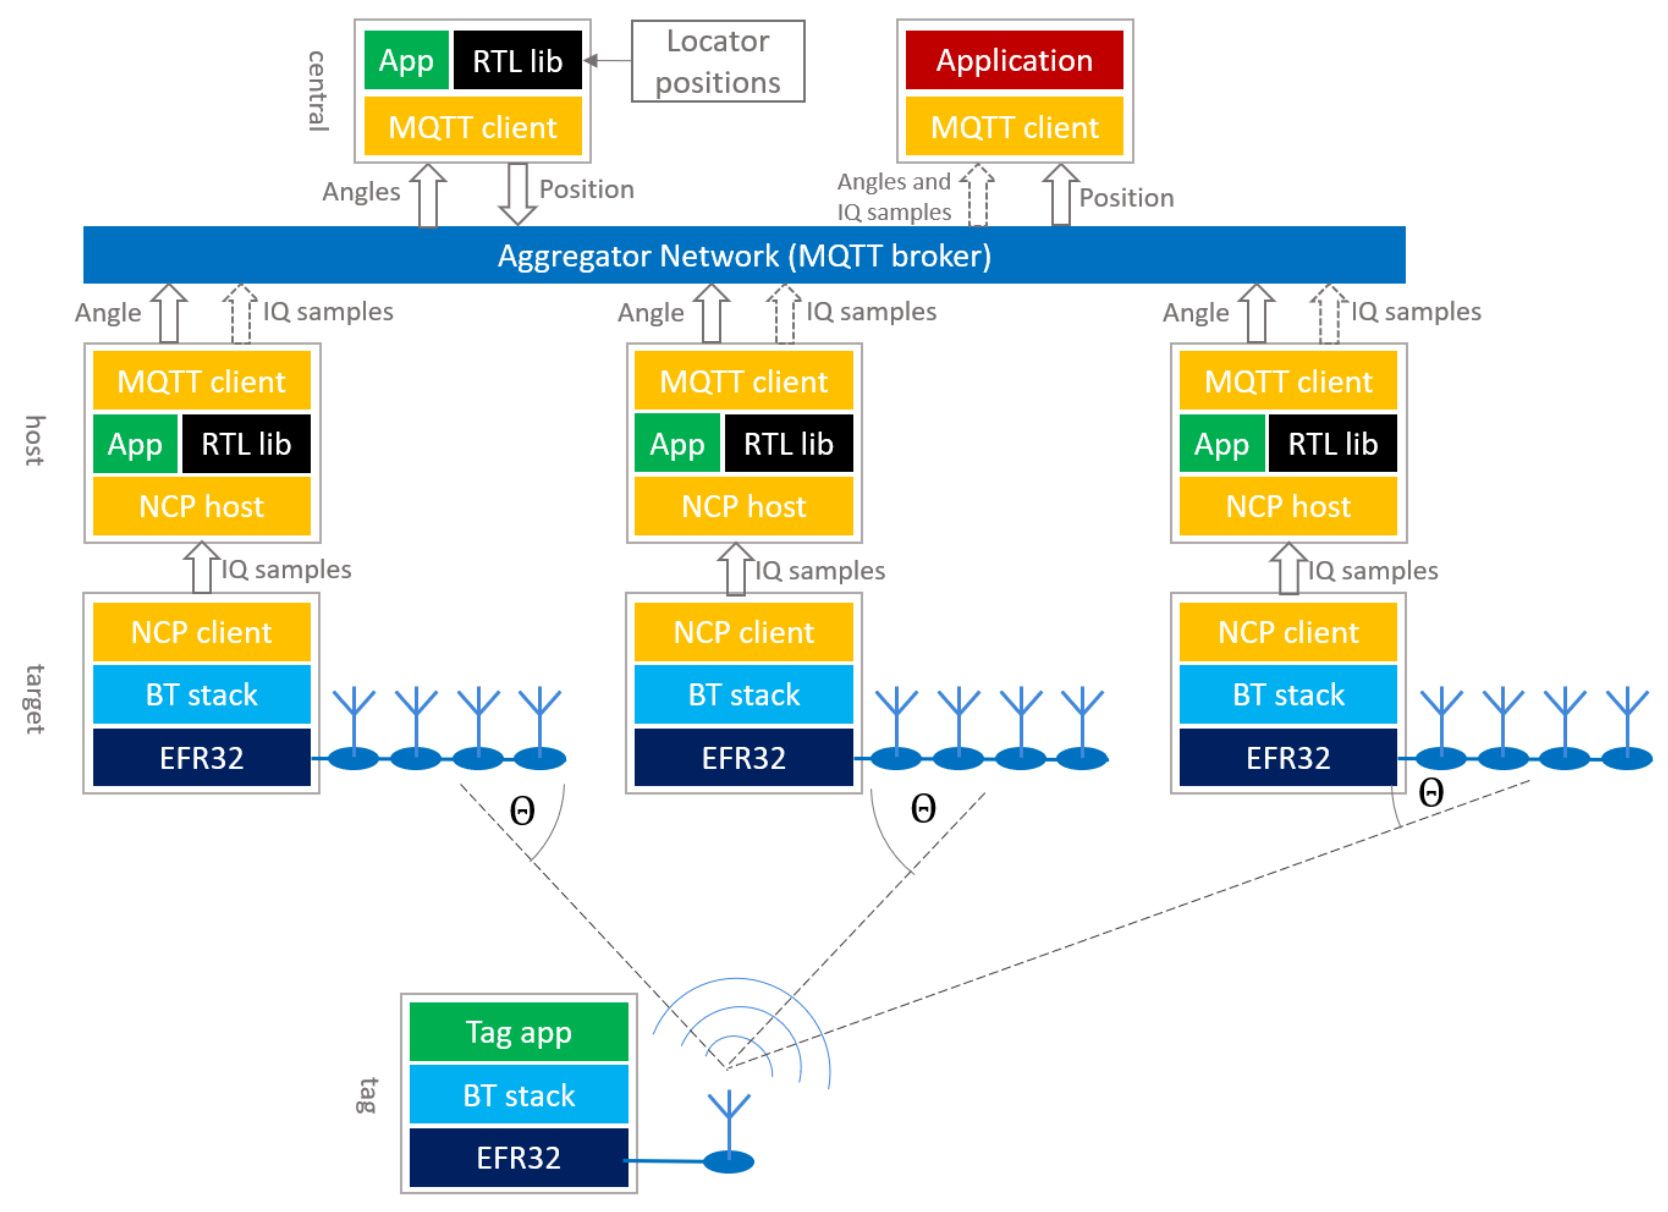 central
App
RTL lib
Locator
positions
MQTT client
Application
MQTT client
Angles
Position
Angles and
IQ samples
Position
Aggregator Network (MQTT broker)
Angle
IQ samples
Angle
IQ samples
Angle
IQ samples
host
MQTT client
App
RTL lib
NCP host
MQTT client
App
RTL lib
NCP host
MQTT client
App
RTL lib
NCP host
IQ samples
IQ samples
IQ samples
target
NCP client
BT stack
EFR32
NCP client
BT stack
EFR32
NCP client
BT stack
EFR32
Θ
Θ
Θ
tag
Tag app
BT stack
EFR32